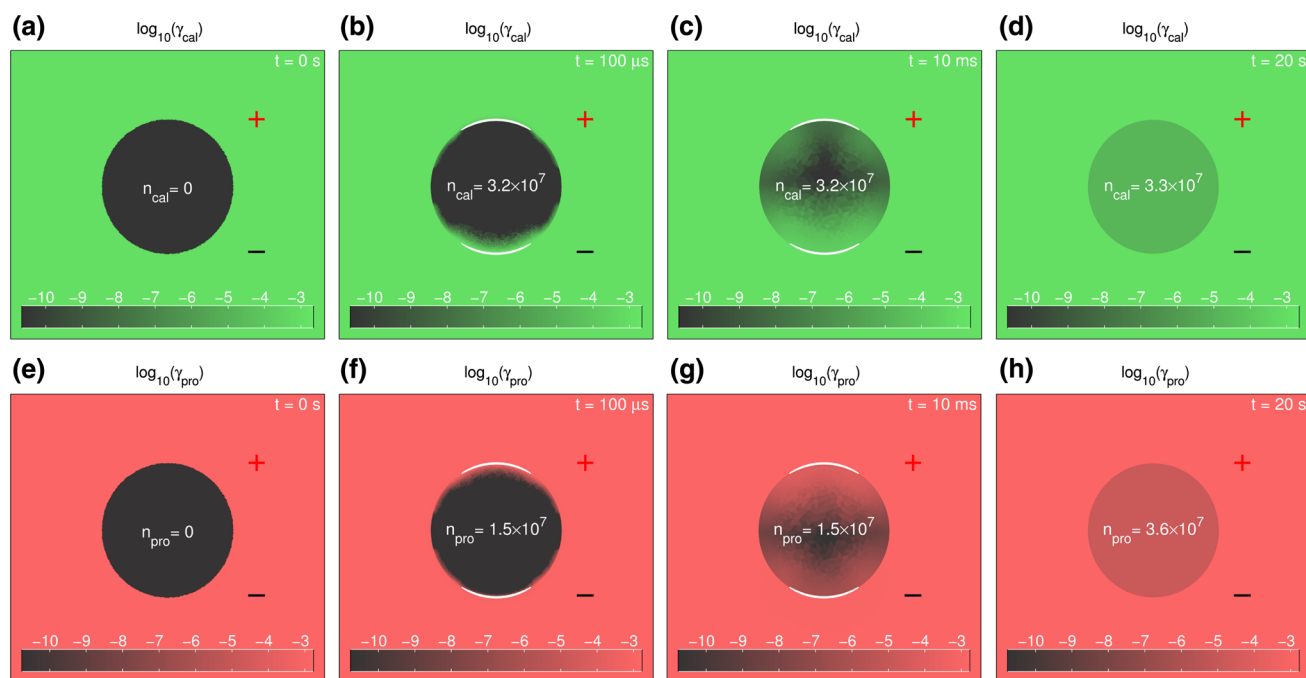 (a) log10(γcal)
t = 0 s
+
ncal= 0
−
−10 −9 −8 −7 −6 −5 −4 −3
(b) log10(γcal)
t = 100 μs
+
ncal= 3.2×10^7
−
−10 −9 −8 −7 −6 −5 −4 −3
(c) log10(γcal)
t = 10 ms
+
ncal= 3.2×10^7
−
−10 −9 −8 −7 −6 −5 −4 −3
(d) log10(γcal)
t = 20 s
+
ncal= 3.3×10^7
−
−10 −9 −8 −7 −6 −5 −4 −3
(e) log10(γpro)
t = 0 s
+
npro= 0
−
−10 −9 −8 −7 −6 −5 −4 −3
(f) log10(γpro)
t = 100 μs
+
npro= 1.5×10^7
−
−10 −9 −8 −7 −6 −5 −4 −3
(g) log10(γpro)
t = 10 ms
+
npro= 1.5×10^7
−
−10 −9 −8 −7 −6 −5 −4 −3
(h) log10(γpro)
t = 20 s
+
npro= 3.6×10^7
−
−10 −9 −8 −7 −6 −5 −4 −3